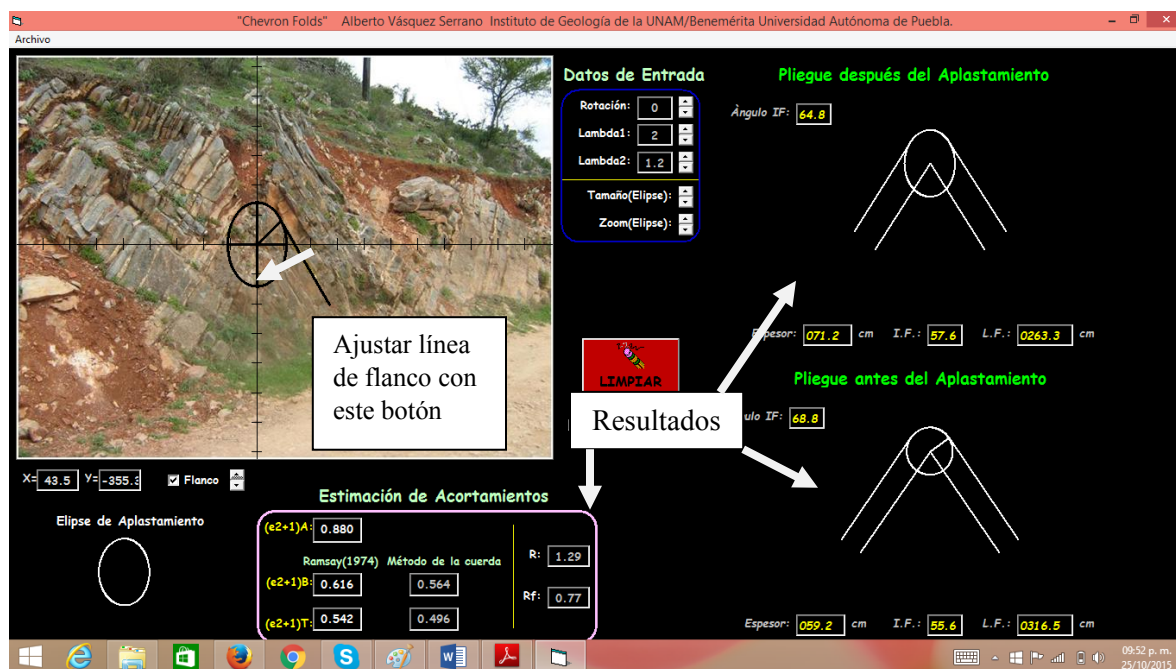 "Chevron Folds"   Alberto Vásquez Serrano  Instituto de Geología de la UNAM/Benemérita Universidad Autónoma de Puebla.
Archivo
Datos de Entrada
Rotación: 0
Lambda1: 2
Lambda2: 1.2
Tamaño(Elipse):
Zoom(Elipse):
Pliegue después del Aplastamiento
Àngulo IF: 64.8
Espesor: 071.2 cm I.F.: 57.6 L.F.: 0263.3 cm
Ajustar línea
de flanco con
este botón
LIMPIAR
Resultados
Pliegue antes del Aplastamiento
IF: 68.8
Espesor: 059.2 cm I.F.: 55.6 L.F.: 0316.5 cm
X= 43.5 Y= -355.3
Flanco
Elipse de Aplastamiento
Estimación de Acortamientos
(e2+1)A: 0.880
Ramsay(1974) Método de la cuerda
(e2+1)B: 0.616 0.564
(e2+1)T: 0.542 0.496
R: 1.29
Rf: 0.77
09:52 p. m.
25/10/2015